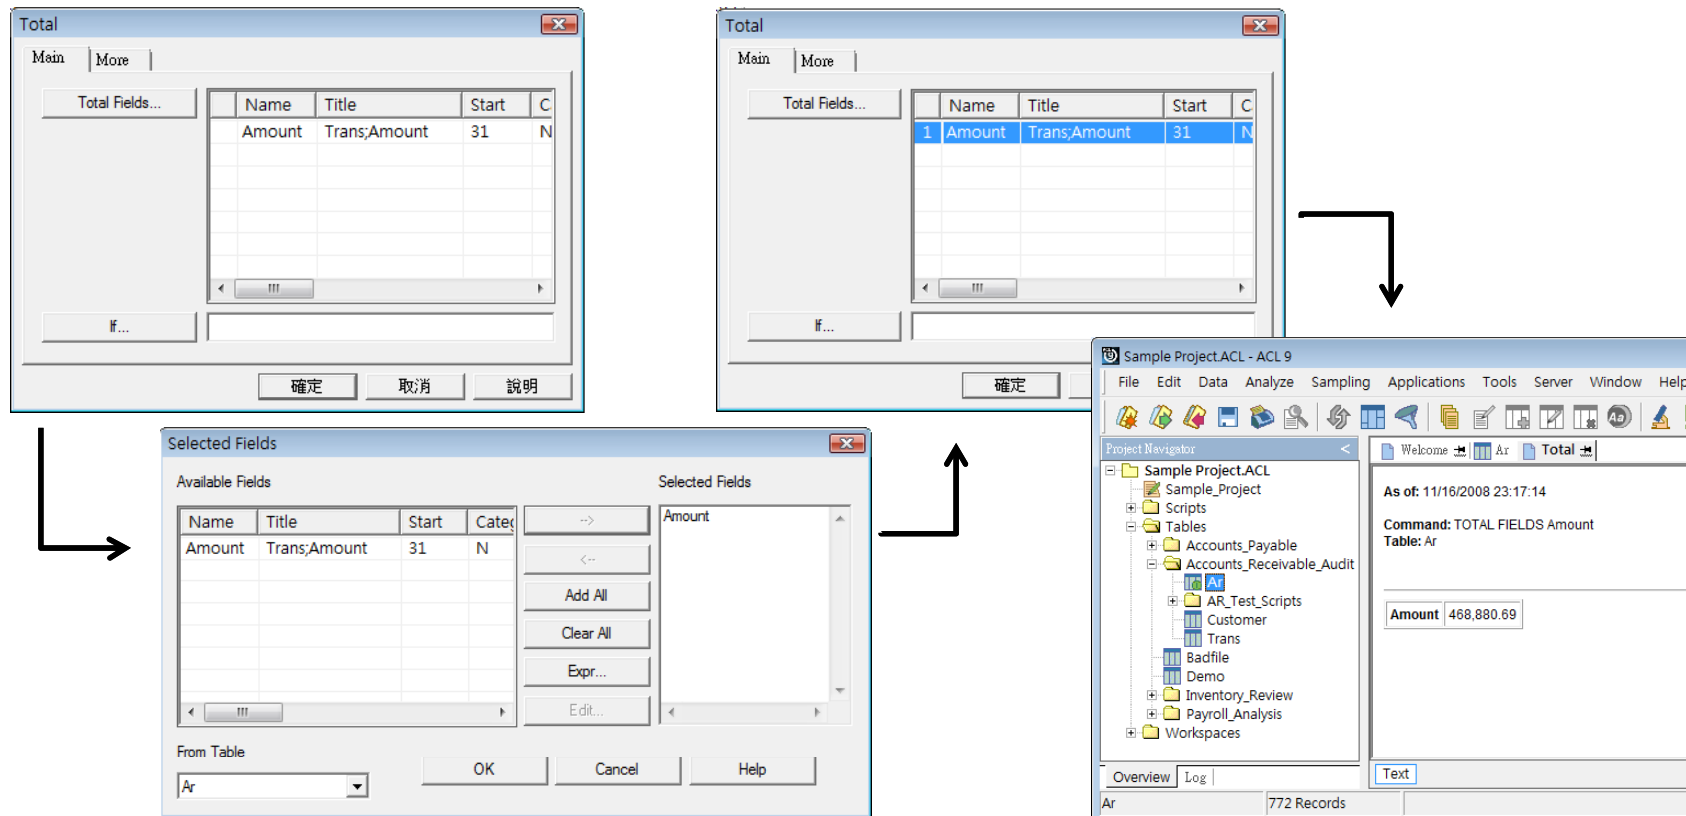 Total
Main More
Total Fields...
Name Title Start C
Amount Trans;Amount 31 N
If...
確定 取消 說明
Total
Main More
Total Fields...
Name Title Start C
1 Amount Trans;Amount 31 N
If...
確定
Selected Fields
Available Fields
Selected Fields
Name Title Start Categ
Amount Trans;Amount 31 N
-->
<--
Add All
Clear All
Expr...
Edit...
Amount
From Table
Ar
OK Cancel Help
Sample Project.ACL - ACL 9
File Edit Data Analyze Sampling Applications Tools Server Window Help
Project Navigator <
Sample Project.ACL
Sample_Project
Scripts
Tables
Accounts_Payable
Accounts_Receivable_Audit
Ar
AR_Test_Scripts
Customer
Trans
Badfile
Demo
Inventory_Review
Payroll_Analysis
Workspaces
Overview Log
Welcome Ar Total
As of: 11/16/2008 23:17:14
Command: TOTAL FIELDS Amount
Table: Ar
Amount 468,880.69
Text
Ar 772 Records